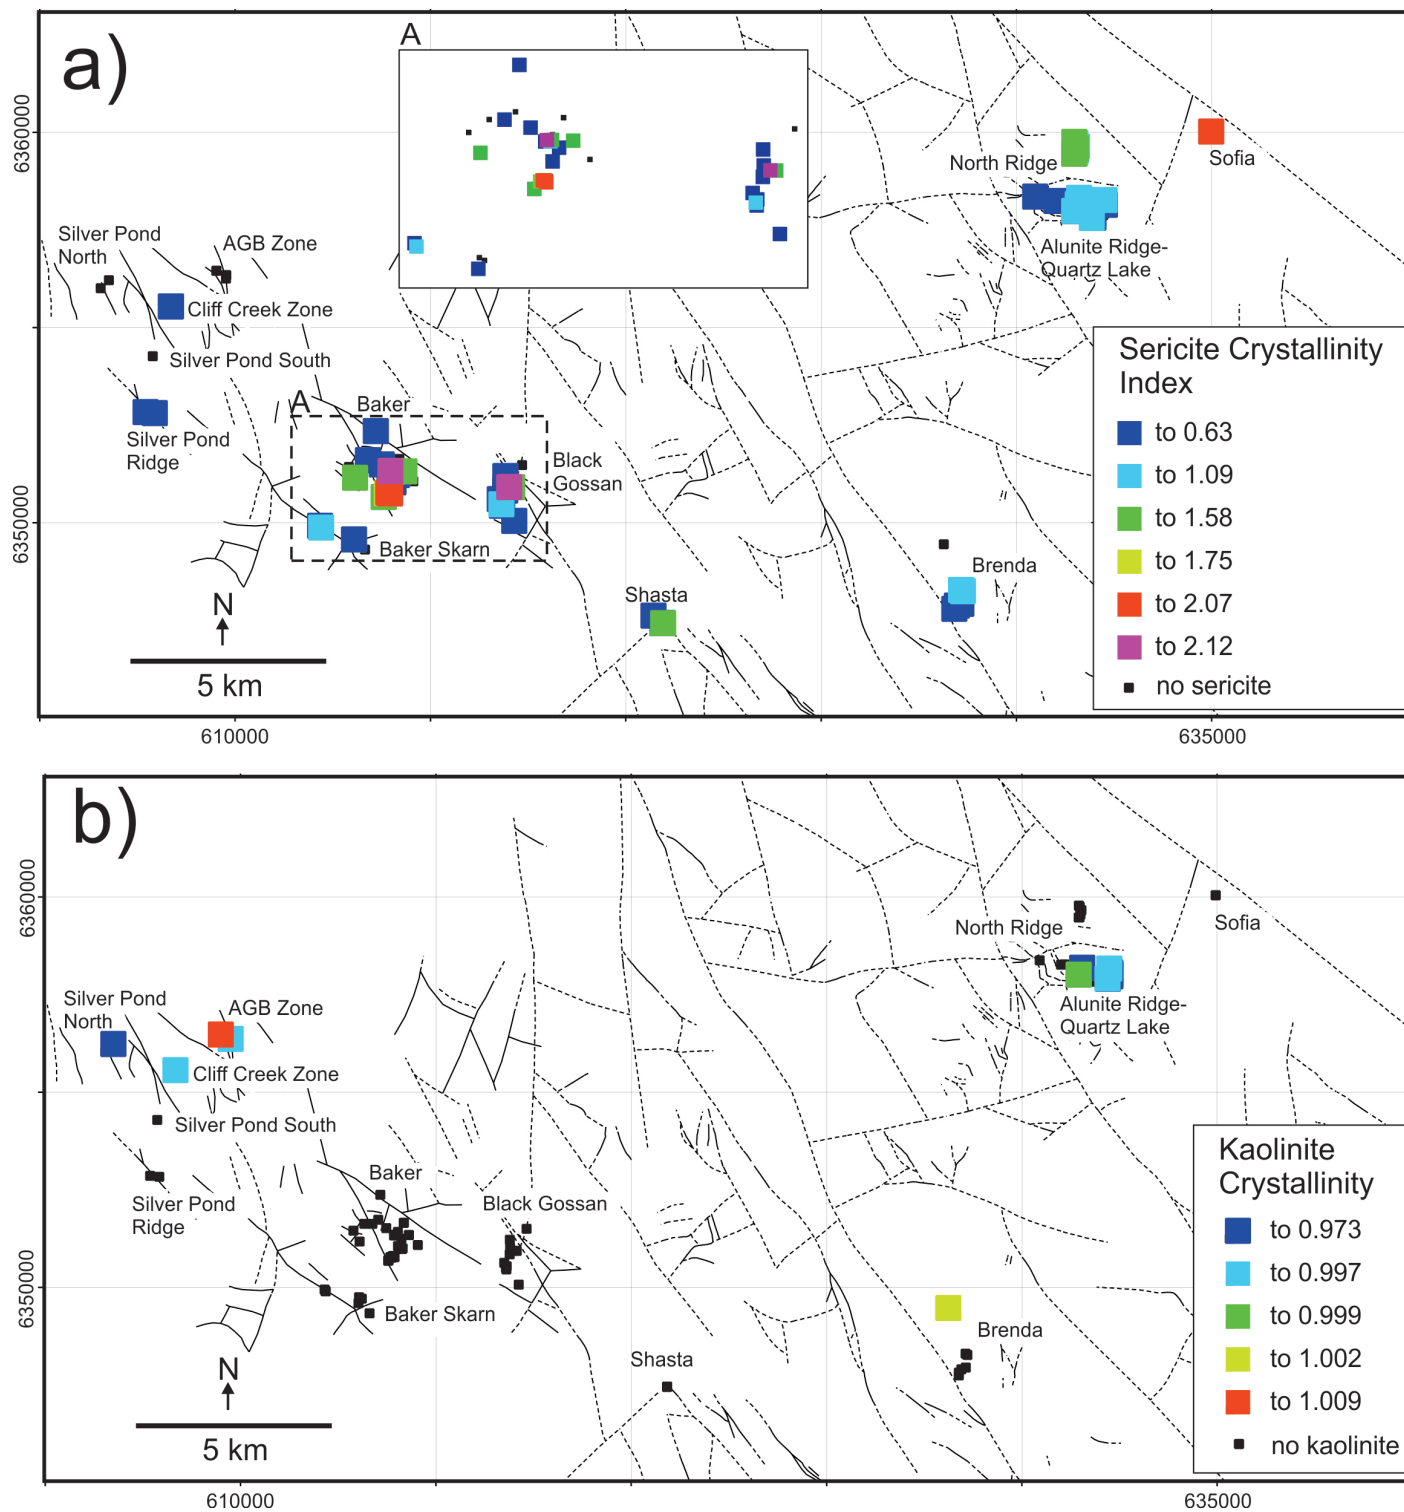 a)
A
6360000
North Ridge
Sofia
Silver Pond
North
AGB Zone
Alunite Ridge-
Quartz Lake
Cliff Creek Zone
Silver Pond South
Sericite Crystallinity
Index
to 0.63
to 1.09
to 1.58
to 1.75
to 2.07
to 2.12
no sericite
A
Baker
Silver Pond
Ridge
Black
Gossan
6350000
Baker Skarn
Brenda
Shasta
N
5 km
610000
635000
b)
6360000
North Ridge
Sofia
Silver Pond
North
AGB Zone
Alunite Ridge-
Quartz Lake
Cliff Creek Zone
Silver Pond South
Kaolinite
Crystallinity
to 0.973
to 0.997
to 0.999
to 1.002
to 1.009
no kaolinite
Baker
Silver Pond
Ridge
Black Gossan
6350000
Baker Skarn
Brenda
Shasta
N
5 km
610000
635000